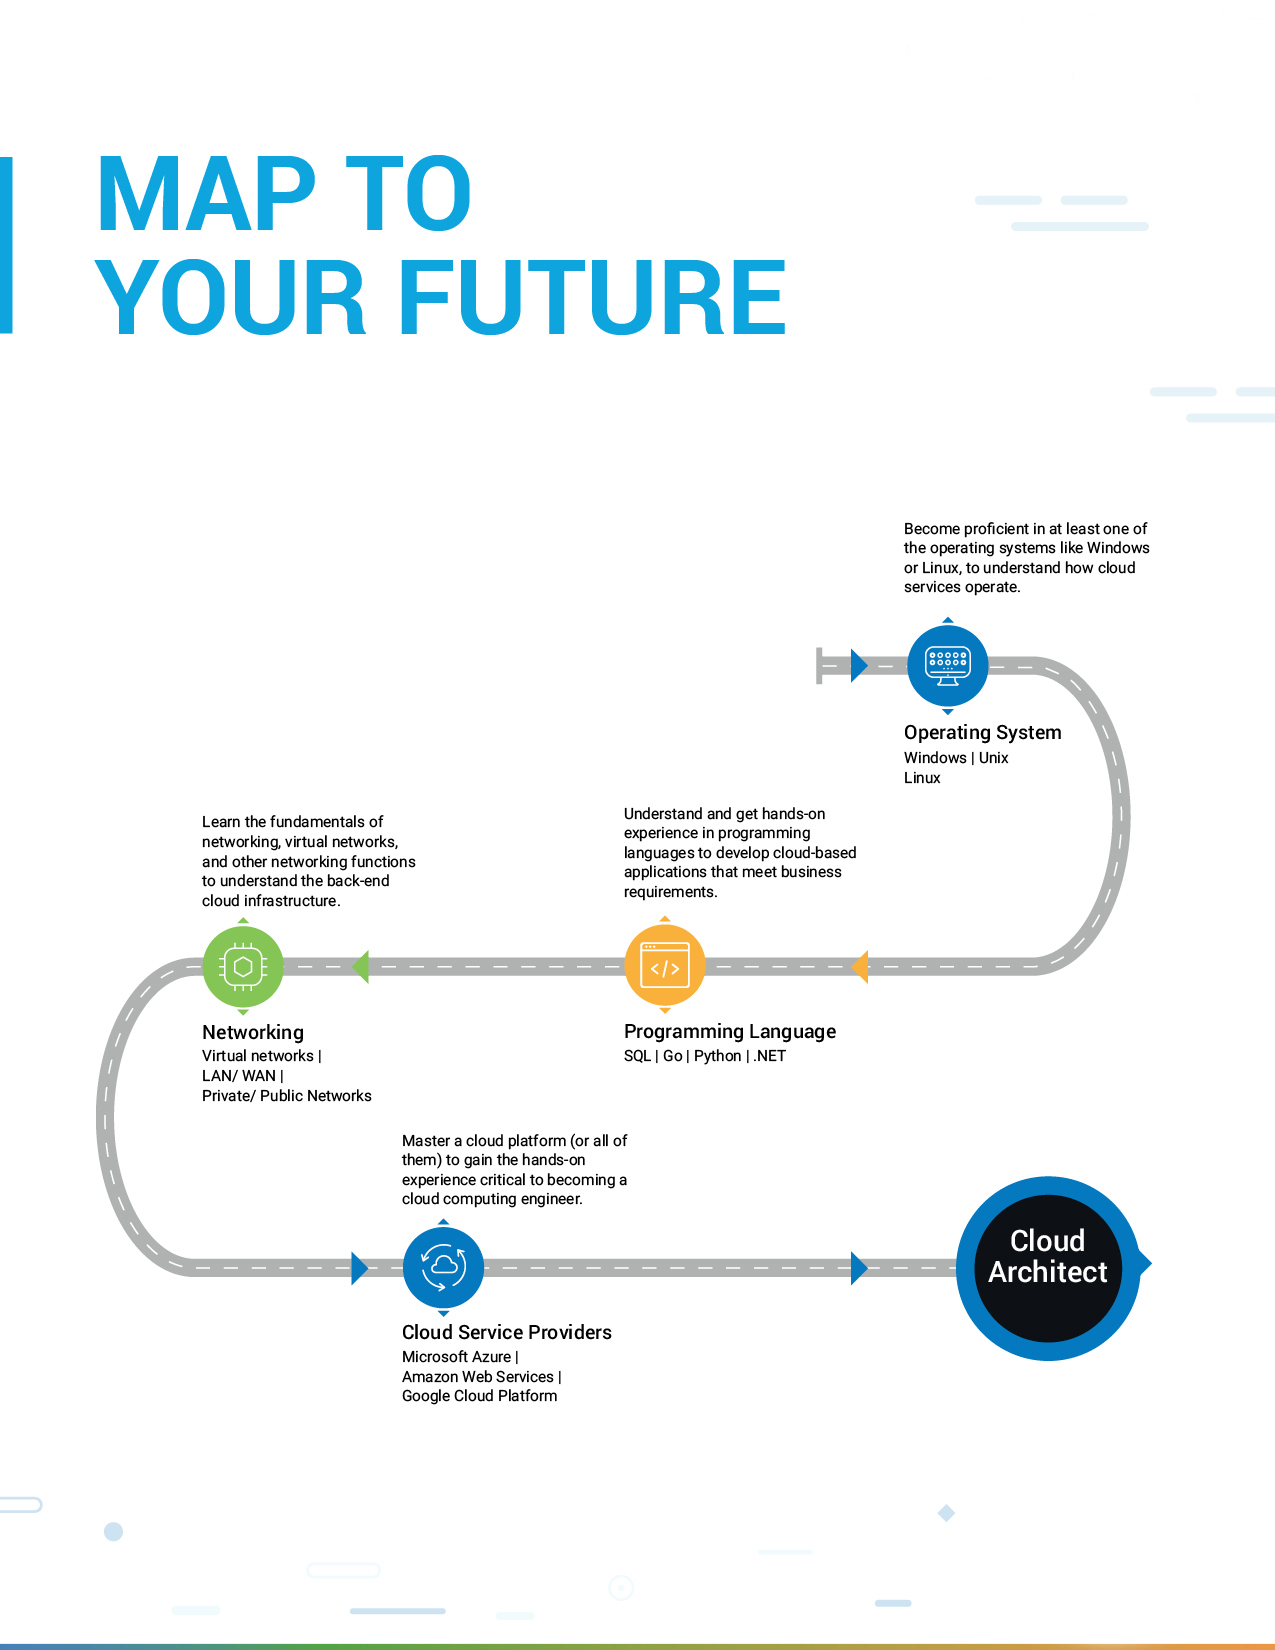 MAP TO
YOUR FUTURE
Become proficient in at least one of
the operating systems like Windows
or Linux, to understand how cloud
services operate.
Operating System
Windows | Unix
Linux
Understand and get hands-on
experience in programming
languages to develop cloud-based
applications that meet business
requirements.
</>
Programming Language
SQL | Go | Python | .NET
Learn the fundamentals of
networking, virtual networks,
and other networking functions
to understand the back-end
cloud infrastructure.
Networking
Virtual networks |
LAN/ WAN |
Private/ Public Networks
Master a cloud platform (or all of
them) to gain the hands-on
experience critical to becoming a
cloud computing engineer.
Cloud Service Providers
Microsoft Azure |
Amazon Web Services |
Google Cloud Platform
Cloud
Architect